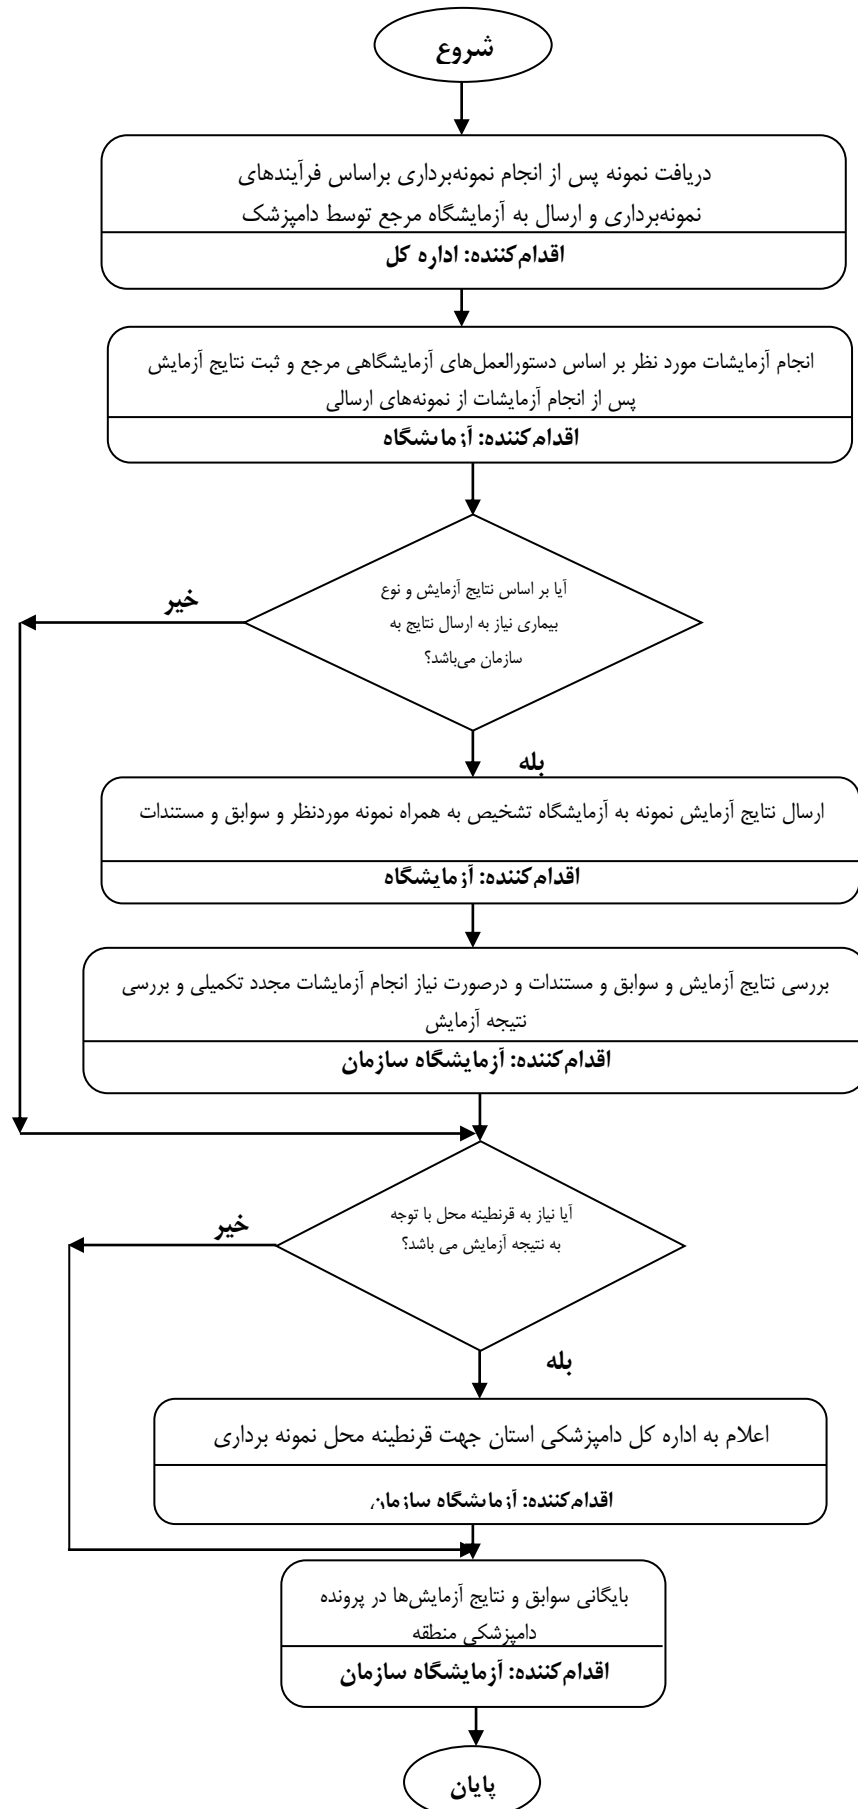 شروع
دریافت نمونه پس از انجام نمونه‌برداری براساس فرآیندهای
نمونه‌برداری و ارسال به آزمایشگاه مرجع توسط دامپزشک
اقدام‌کننده: اداره کل
انجام آزمایشات مورد نظر بر اساس دستورالعمل‌های آزمایشگاهی مرجع و ثبت نتایج آزمایش
پس از انجام آزمایشات از نمونه‌های ارسالی
اقدام‌کننده: آزمایشگاه
آیا بر اساس نتایج آزمایش و نوع
بیماری نیاز به ارسال نتایج به
سازمان می‌باشد؟
خیر
بله
ارسال نتایج آزمایش نمونه به آزمایشگاه تشخیص به همراه نمونه موردنظر و سوابق و مستندات
اقدام‌کننده: آزمایشگاه
بررسی نتایج آزمایش و سوابق و مستندات و درصورت نیاز انجام آزمایشات مجدد تکمیلی و بررسی
نتیجه آزمایش
اقدام‌کننده: آزمایشگاه سازمان
آیا نیاز به قرنطینه محل با توجه
به نتیجه آزمایش می باشد؟
خیر
بله
اعلام به اداره کل دامپزشکی استان جهت قرنطینه محل نمونه برداری
اقدام‌کننده: آزمایشگاه سازمان
بایگانی سوابق و نتایج آزمایش‌ها در پرونده
دامپزشکی منطقه
اقدام‌کننده: آزمایشگاه سازمان
پایان